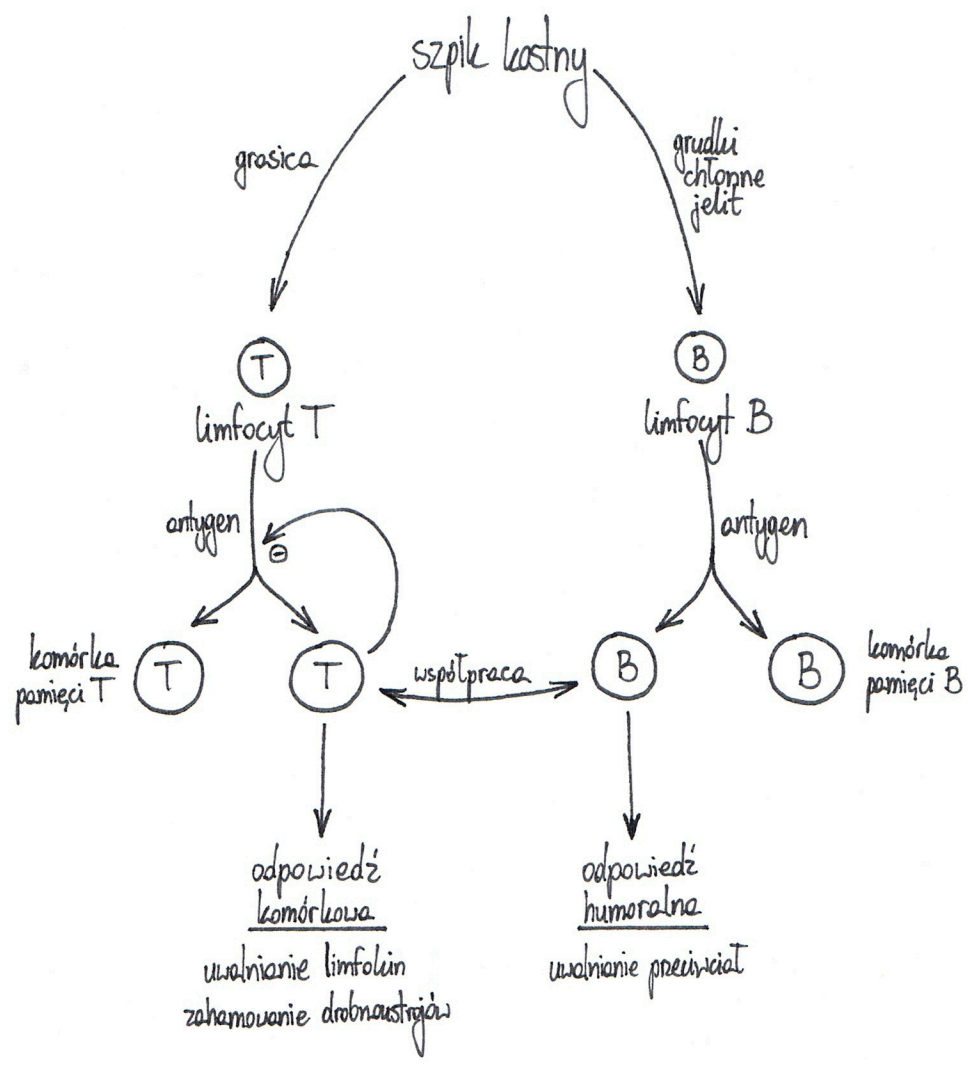 szpik kostny
grasica
grudki
chłonne
jelit
T
B
limfocyt T
limfocyt B
antygen
antygen
⊖
komórka
pamięci T
T
T
współpraca
B
B
komórka
pamięci B
odpowiedź
komórkowa
uwalnianie limfokin
zahamowanie drobnoustrojów
odpowiedź
humoralna
uwalnianie przeciwciał